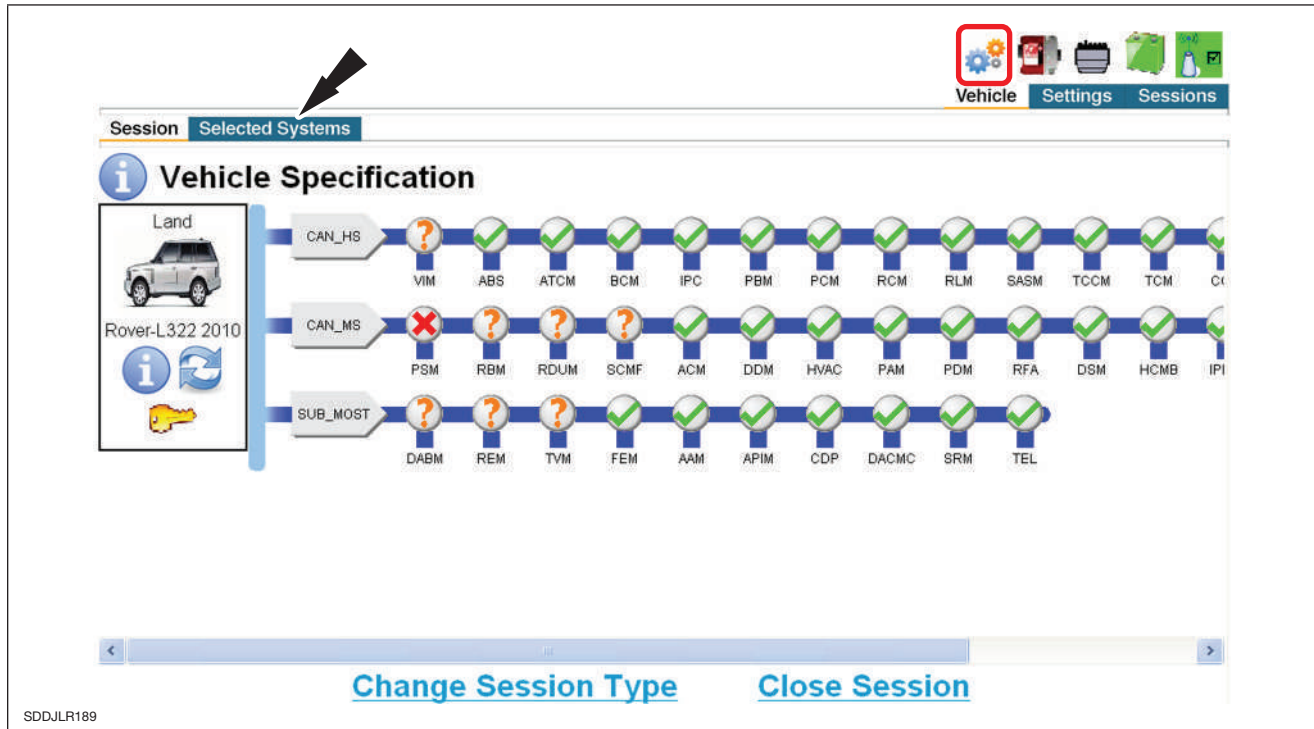 Vehicle Settings Sessions
Session Selected Systems
Vehicle Specification
Land
Rover-L322 2010
CAN_HS
VIM ABS ATCM BCM IPC PBM PCM RCM RLM SASM TCCM TCM
CAN_MS
PSM RBM RDUM SCMF ACM DDM HVAC PAM PDM RFA DSM HCMB
SUB_MOST
DABM REM TVM FEM AAM APIM CDP DACMC SRM TEL
Change Session Type Close Session
SDDJLR189